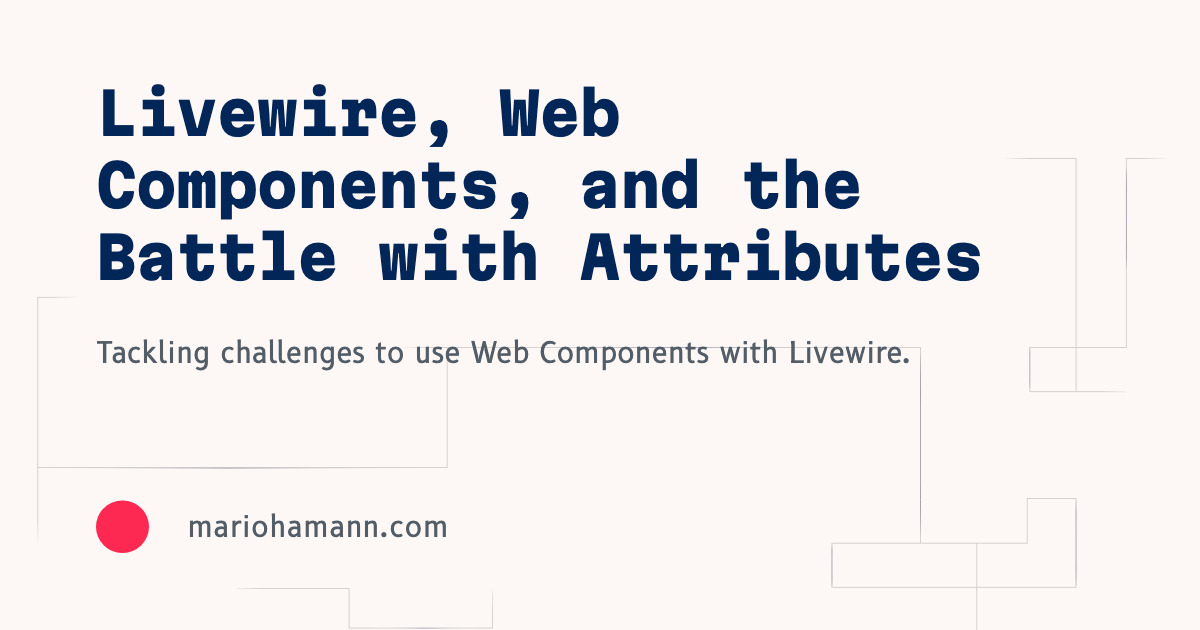 Livewire, Web
Components, and the
Battle with Attributes
Tackling challenges to use Web Components with Livewire.
mariohamann.com